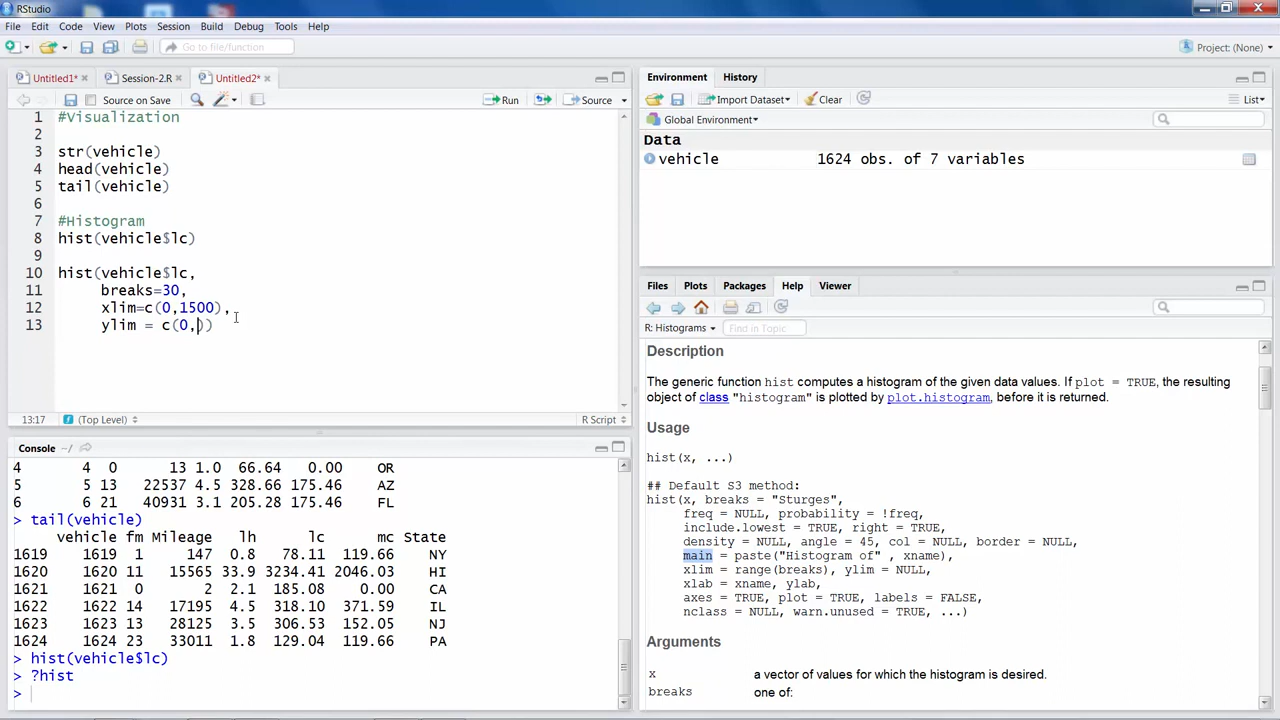 RStudio
File Edit Code View Plots Session Build Debug Tools Help
Go to file/function
Project: (None)
Untitled1* Session-2.R Untitled2*
Source on Save Run Source
1 #Visualization
2
3 str(vehicle)
4 head(vehicle)
5 tail(vehicle)
6
7 #Histogram
8 hist(vehicle$lc)
9
10 hist(vehicle$lc,
11 breaks=30,
12 xlim=c(0,1500),
13 ylim = c(0,))
13:17 (Top Level) R Script
Console ~/
4 4 0 13 1.0 66.64 0.00 OR
5 5 13 22537 4.5 328.66 175.46 AZ
6 6 21 40931 3.1 205.28 175.46 FL
> tail(vehicle)
vehicle fm Mileage lh lc mc State
1619 1619 1 147 0.8 78.11 119.66 NY
1620 1620 11 15565 33.9 3234.41 2046.03 HI
1621 1621 0 2 2.1 185.08 0.00 CA
1622 1622 14 17195 4.5 318.10 371.59 IL
1623 1623 13 28125 3.5 306.53 152.05 NJ
1624 1624 23 33011 1.8 129.04 119.66 PA
> hist(vehicle$lc)
> ?hist
>
Environment History
Import Dataset Clear List
Global Environment
Data
vehicle 1624 obs. of 7 variables
Files Plots Packages Help Viewer
R: Histograms Find in Topic
Description
The generic function hist computes a histogram of the given data values. If plot = TRUE, the resulting
object of class "histogram" is plotted by plot.histogram, before it is returned.
Usage
hist(x, ...)
## Default S3 method:
hist(x, breaks = "Sturges",
freq = NULL, probability = !freq,
include.lowest = TRUE, right = TRUE,
density = NULL, angle = 45, col = NULL, border = NULL,
main = paste("Histogram of" , xname),
xlim = range(breaks), ylim = NULL,
xlab = xname, ylab,
axes = TRUE, plot = TRUE, labels = FALSE,
nclass = NULL, warn.unused = TRUE, ...)
Arguments
x a vector of values for which the histogram is desired.
breaks one of: